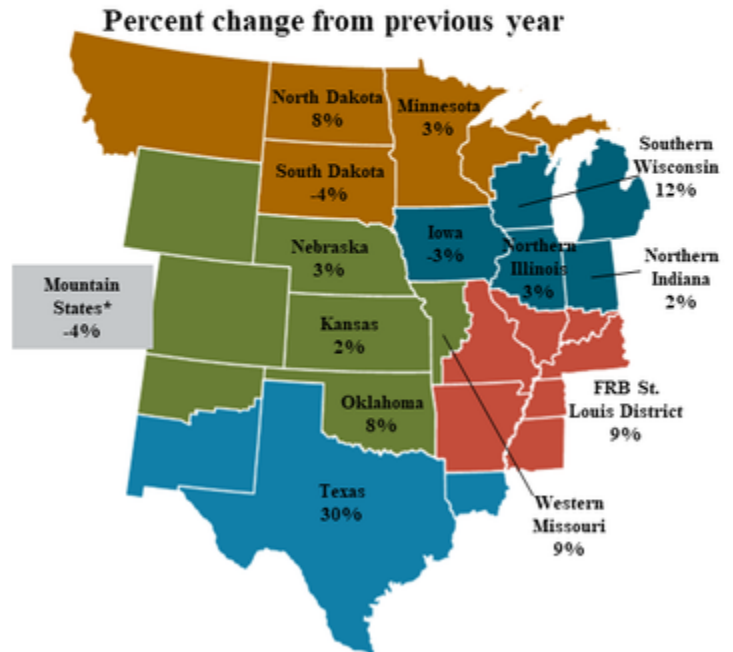 Percent change from previous year
North Dakota
8%
Minnesota
3%
Southern
Wisconsin
12%
South Dakota
-4%
Iowa
-3%
Northern
Illinois
3%
Northern
Indiana
2%
Nebraska
3%
Mountain
States*
-4%
Kansas
2%
Oklahoma
8%
FRB St.
Louis District
9%
Texas
30%
Western
Missouri
9%